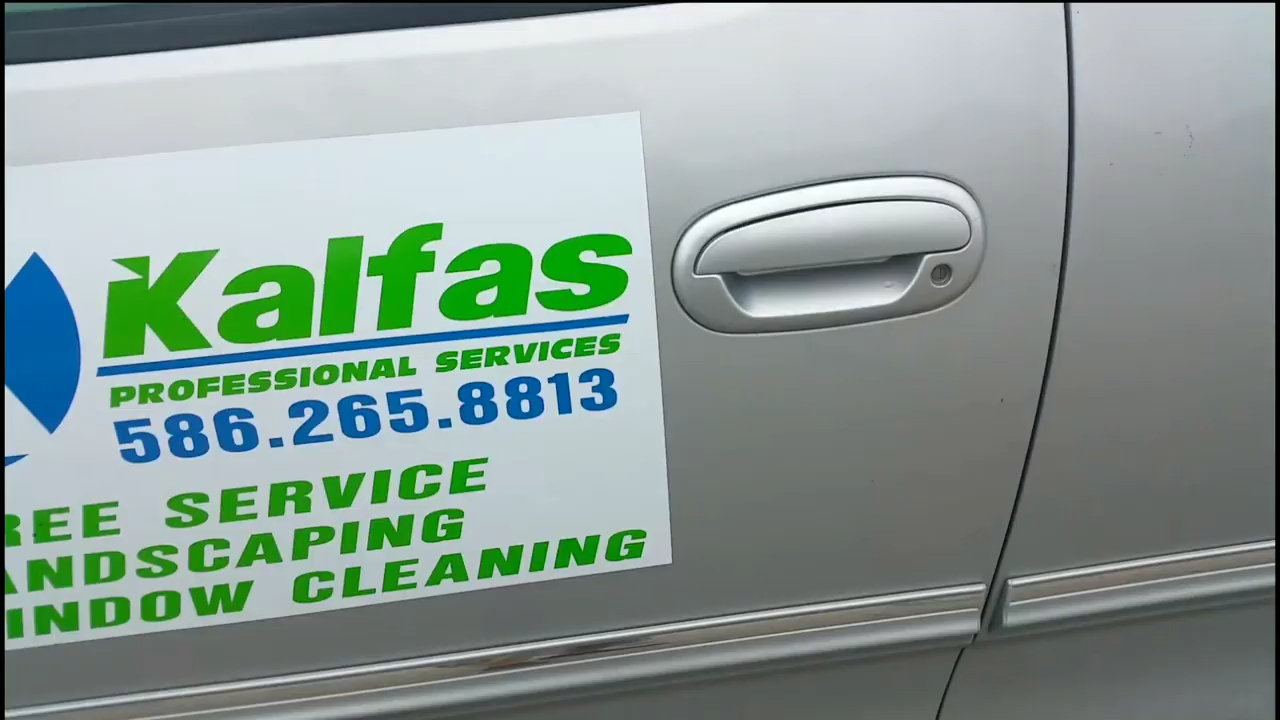 Kalfas
PROFESSIONAL SERVICES
586.265.8813
REE SERVICE
ANDSCAPING
INDOW CLEANING